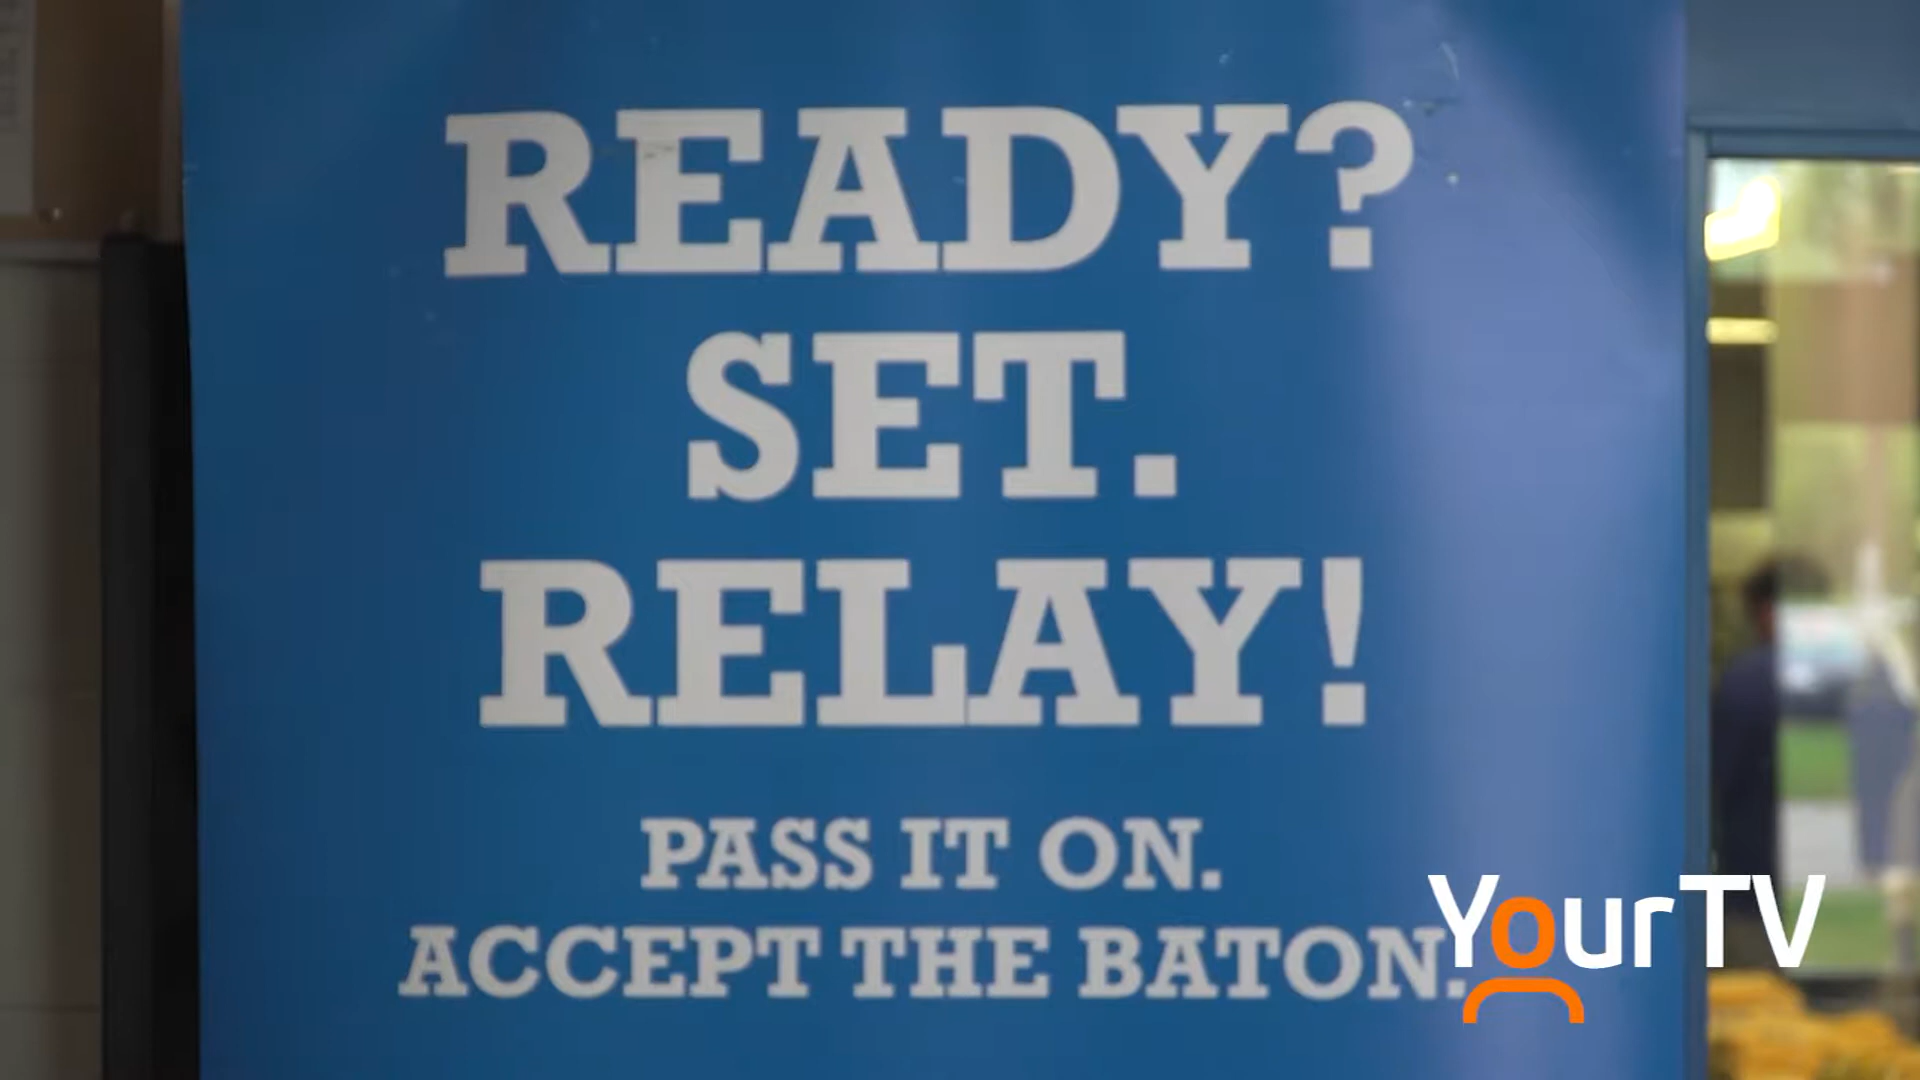 READY?
SET.
RELAY!
PASS IT ON.
ACCEPT THE BATON.
YourTV